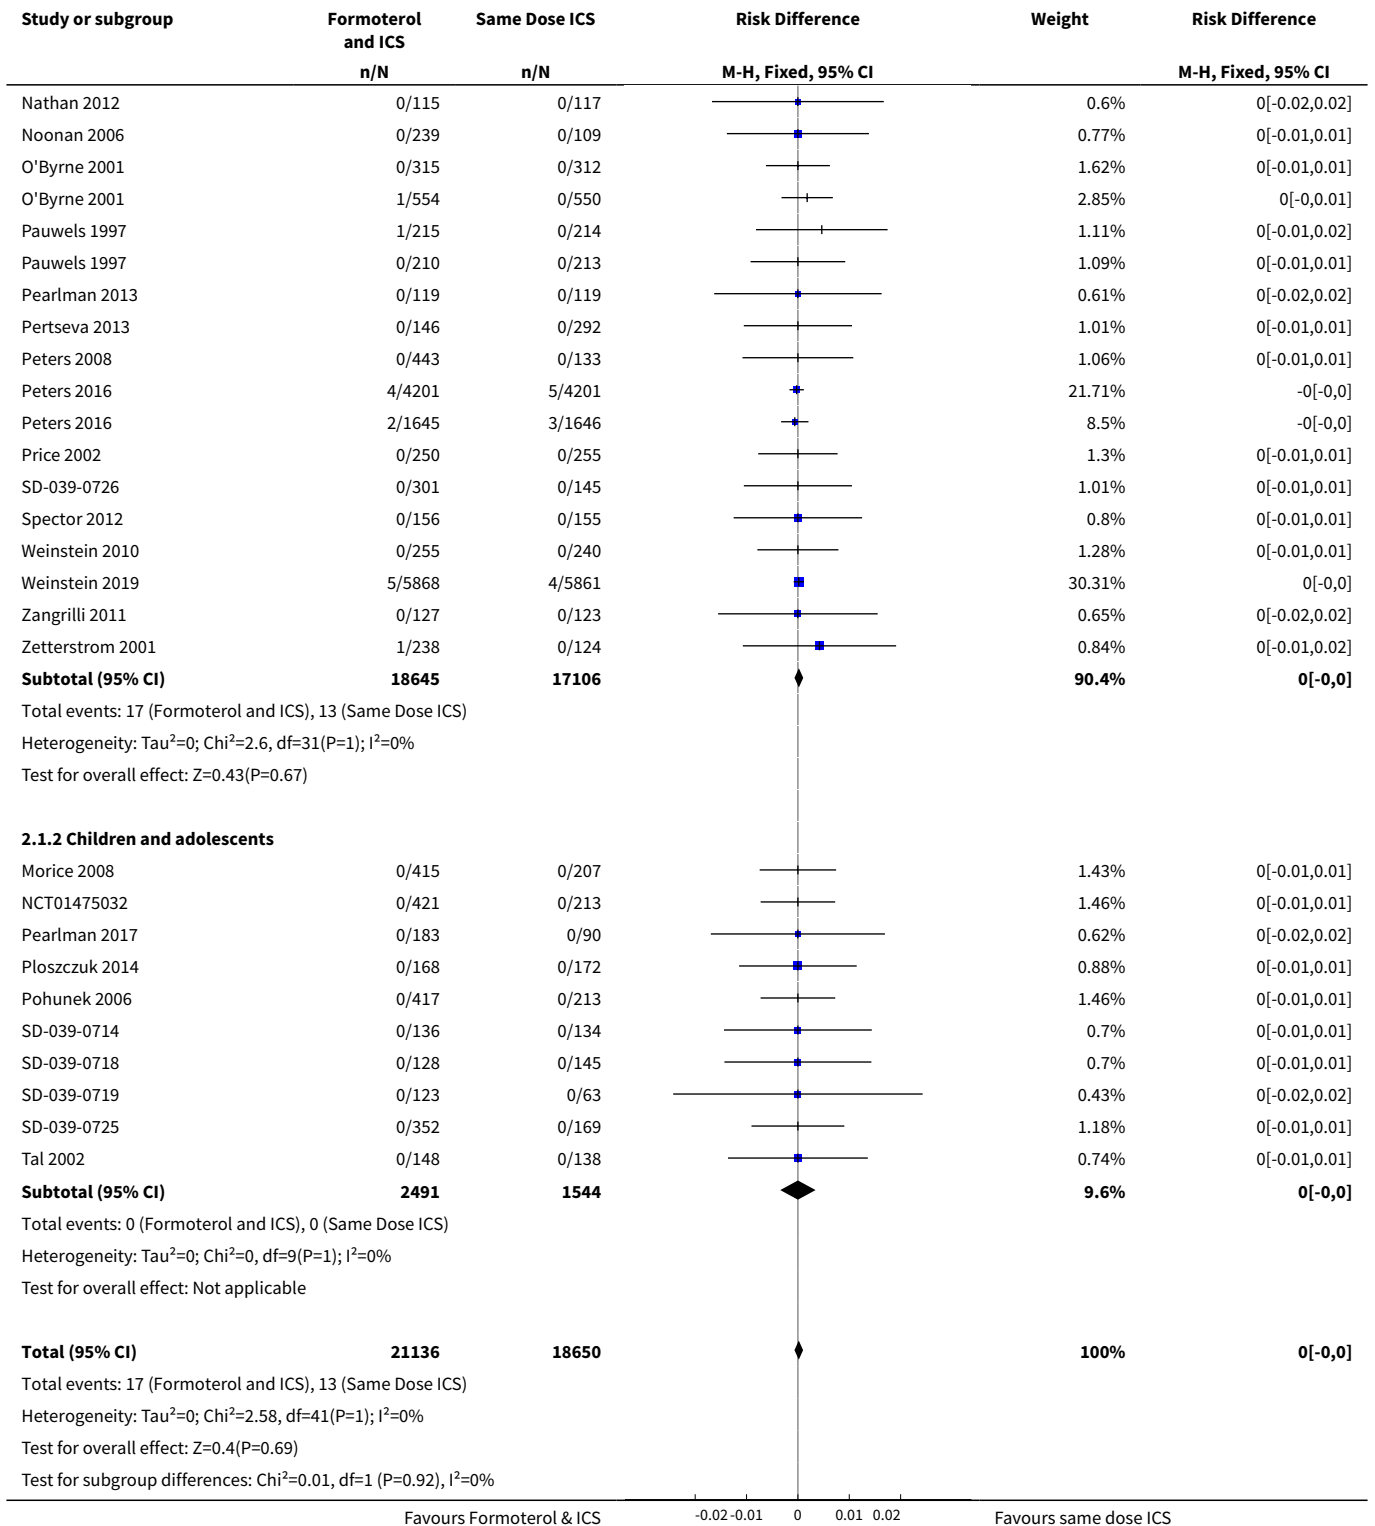 Study or subgroup Formoterol and ICS Same Dose ICS Risk Difference Weight Risk Difference
n/N n/N M-H, Fixed, 95% CI M-H, Fixed, 95% CI
Nathan 2012 0/115 0/117 0.6% 0[-0.02,0.02]
Noonan 2006 0/239 0/109 0.77% 0[-0.01,0.01]
O'Byrne 2001 0/315 0/312 1.62% 0[-0.01,0.01]
O'Byrne 2001 1/554 0/550 2.85% 0[-0,0.01]
Pauwels 1997 1/215 0/214 1.11% 0[-0.01,0.02]
Pauwels 1997 0/210 0/213 1.09% 0[-0.01,0.01]
Pearlman 2013 0/119 0/119 0.61% 0[-0.02,0.02]
Pertseva 2013 0/146 0/292 1.01% 0[-0.01,0.01]
Peters 2008 0/443 0/133 1.06% 0[-0.01,0.01]
Peters 2016 4/4201 5/4201 21.71% -0[-0,0]
Peters 2016 2/1645 3/1646 8.5% -0[-0,0]
Price 2002 0/250 0/255 1.3% 0[-0.01,0.01]
SD-039-0726 0/301 0/145 1.01% 0[-0.01,0.01]
Spector 2012 0/156 0/155 0.8% 0[-0.01,0.01]
Weinstein 2010 0/255 0/240 1.28% 0[-0.01,0.01]
Weinstein 2019 5/5868 4/5861 30.31% 0[-0,0]
Zangrilli 2011 0/127 0/123 0.65% 0[-0.02,0.02]
Zetterstrom 2001 1/238 0/124 0.84% 0[-0.01,0.02]
Subtotal (95% CI) 18645 17106 90.4% 0[-0,0]
Total events: 17 (Formoterol and ICS), 13 (Same Dose ICS)
Heterogeneity: Tau²=0; Chi²=2.6, df=31(P=1); I²=0%
Test for overall effect: Z=0.43(P=0.67)
2.1.2 Children and adolescents
Morice 2008 0/415 0/207 1.43% 0[-0.01,0.01]
NCT01475032 0/421 0/213 1.46% 0[-0.01,0.01]
Pearlman 2017 0/183 0/90 0.62% 0[-0.02,0.02]
Ploszczuk 2014 0/168 0/172 0.88% 0[-0.01,0.01]
Pohunek 2006 0/417 0/213 1.46% 0[-0.01,0.01]
SD-039-0714 0/136 0/134 0.7% 0[-0.01,0.01]
SD-039-0718 0/128 0/145 0.7% 0[-0.01,0.01]
SD-039-0719 0/123 0/63 0.43% 0[-0.02,0.02]
SD-039-0725 0/352 0/169 1.18% 0[-0.01,0.01]
Tal 2002 0/148 0/138 0.74% 0[-0.01,0.01]
Subtotal (95% CI) 2491 1544 9.6% 0[-0,0]
Total events: 0 (Formoterol and ICS), 0 (Same Dose ICS)
Heterogeneity: Tau²=0; Chi²=0, df=9(P=1); I²=0%
Test for overall effect: Not applicable
Total (95% CI) 21136 18650 100% 0[-0,0]
Total events: 17 (Formoterol and ICS), 13 (Same Dose ICS)
Heterogeneity: Tau²=0; Chi²=2.58, df=41(P=1); I²=0%
Test for overall effect: Z=0.4(P=0.69)
Test for subgroup differences: Chi²=0.01, df=1 (P=0.92), I²=0%
Favours Formoterol & ICS -0.02 -0.01 0 0.01 0.02 Favours same dose ICS